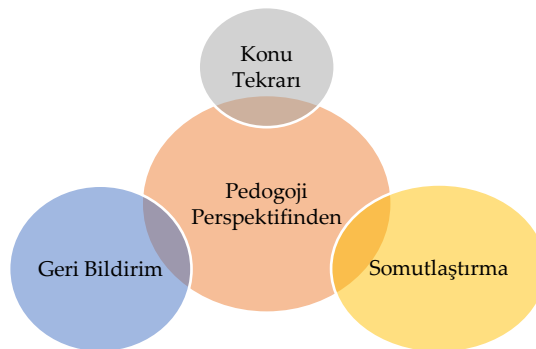 Konu
Tekrarı
Pedogoji
Perspektifinden
Geri Bildirim
Somutlaştırma